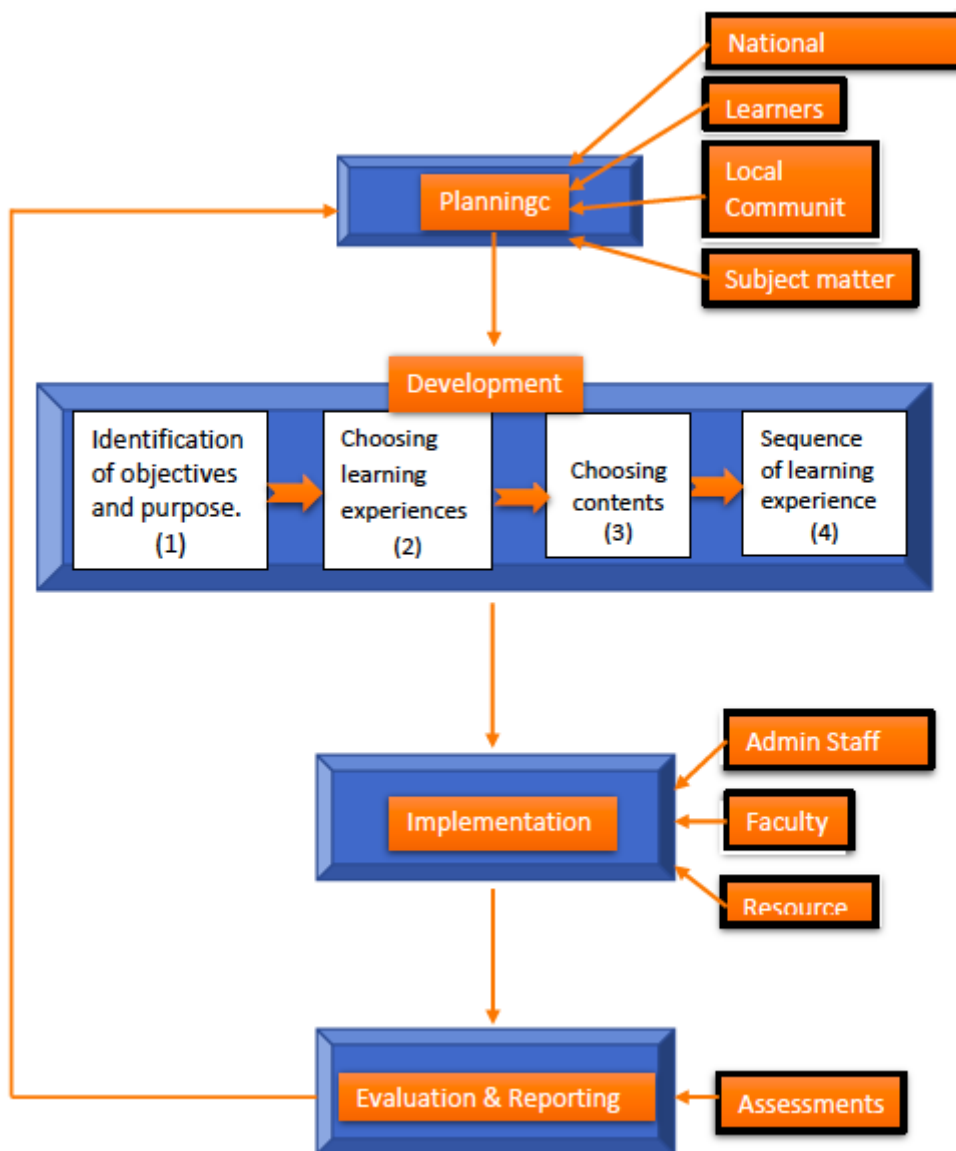 National
Learners
Local
Communit
Planningc
Subject matter
Development
Identification
of objectives
and purpose.
(1)
Choosing
learning
experiences
(2)
Choosing
contents
(3)
Sequence
of learning
experience
(4)
Admin Staff
Implementation
Faculty
Resource
Evaluation & Reporting
Assessments